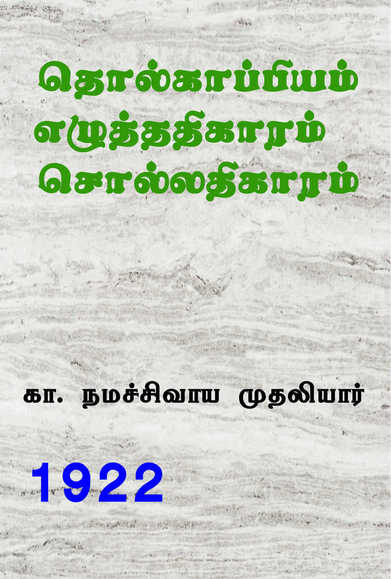 தொல்காப்பியம்
எழுத்ததிகாரம்
சொல்லதிகாரம்
கா. நமச்சிவாய முதலியார்
1922